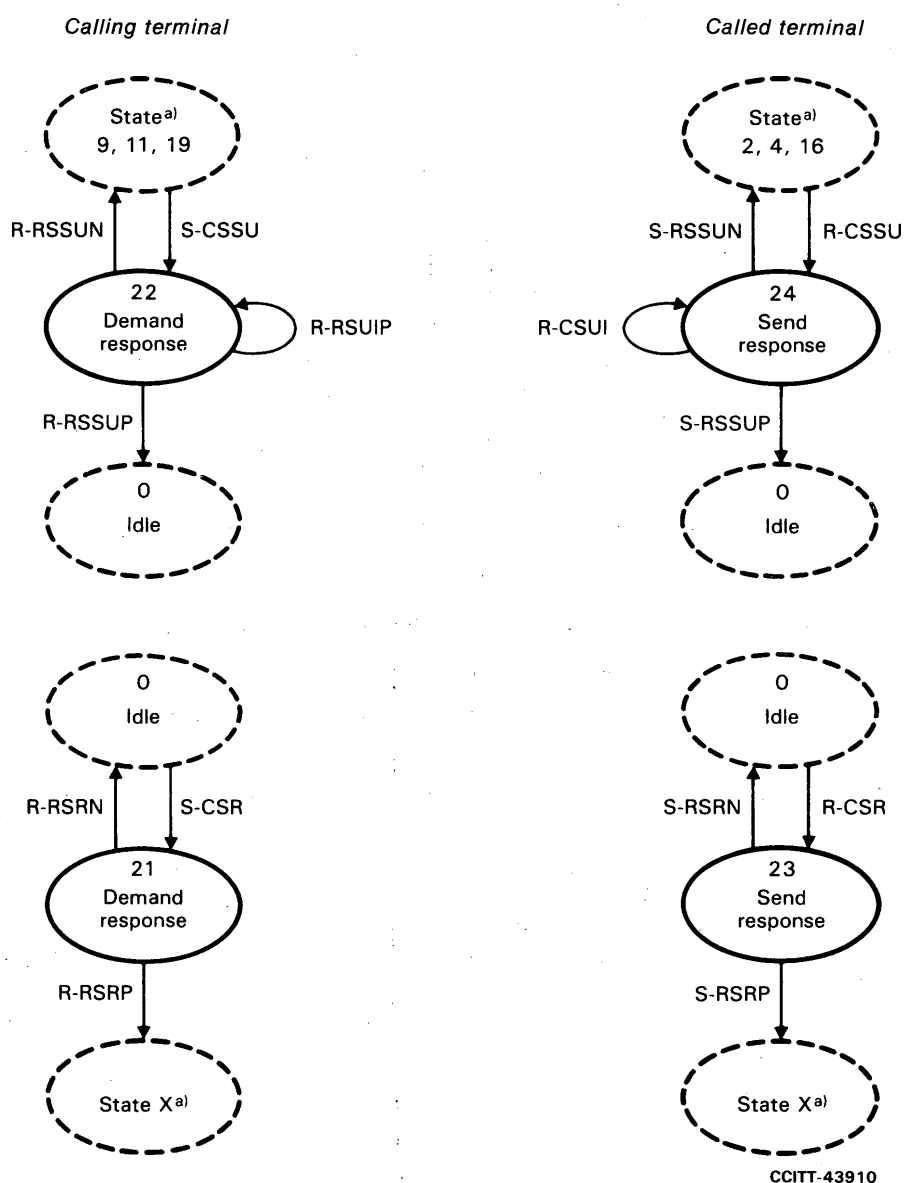 Calling terminal
Called terminal
State a)
9, 11, 19
State a)
2, 4, 16
R-RSSUN
S-CSSU
S-RSSUN
R-CSSU
22
Demand
response
R-RSUIP
R-CSUI
24
Send
response
R-RSSUP
S-RSSUP
0
Idle
0
Idle
0
Idle
0
Idle
R-RSRN
S-CSR
S-RSRN
R-CSR
21
Demand
response
23
Send
response
R-RSRP
S-RSRP
State X a)
State X a)
CCITT-43910